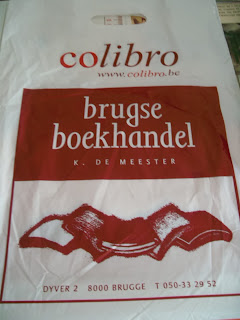 colibro
www.colibro.be
brugse
boekhandel
K. DE MEESTER
DYVER 2 8000 BRUGGE T 050-33 29 52